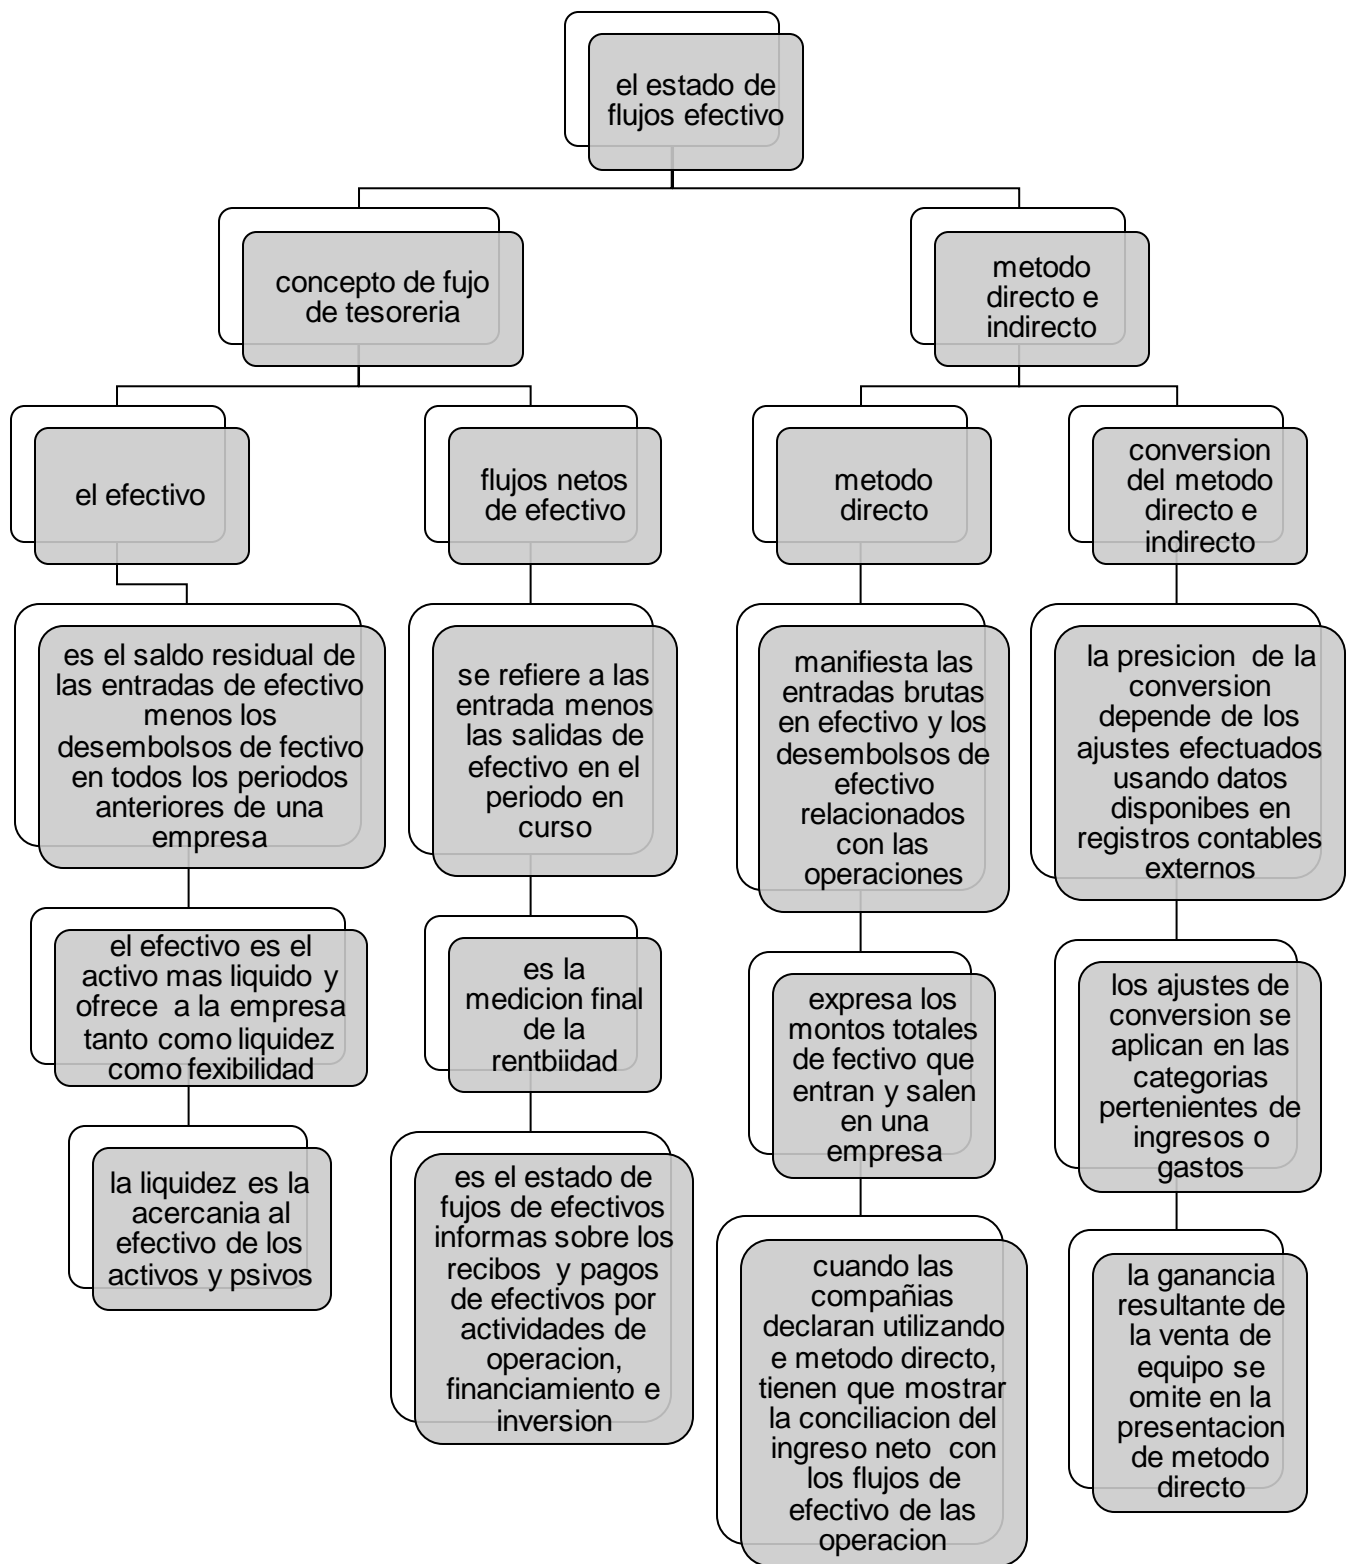 el estado de
flujos efectivo
concepto de fujo
de tesoreria
metodo
directo e
indirecto
el efectivo
flujos netos
de efectivo
metodo
directo
conversion
del metodo
directo e
indirecto
es el saldo residual de
las entradas de efectivo
menos los
desembolsos de fectivo
en todos los periodos
anteriores de una
empresa
se refiere a las
entrada menos
las salidas de
efectivo en el
periodo en
curso
manifiesta las
entradas brutas
en efectivo y los
desembolsos de
efectivo
relacionados
con las
operaciones
la presicion de la
conversion
depende de los
ajustes efectuados
usando datos
disponibes en
registros contables
externos
el efectivo es el
activo mas liquido y
ofrece a la empresa
tanto como liquidez
como fexibilidad
es la
medicion final
de la
rentbiidad
expresa los
montos totales
de fectivo que
entran y salen
en una
empresa
los ajustes de
conversion se
aplican en las
categorias
pertenientes de
ingresos o
gastos
la liquidez es la
acercania al
efectivo de los
activos y psivos
es el estado de
fujos de efectivos
informas sobre los
recibos y pagos
de efectivos por
actividades de
operacion,
financiamiento e
inversion
cuando las
compañias
declaran utilizando
e metodo directo,
tienen que mostrar
la conciliacion del
ingreso neto con
los flujos de
efectivo de las
operacion
la ganancia
resultante de
la venta de
equipo se
omite en la
presentacion
de metodo
directo